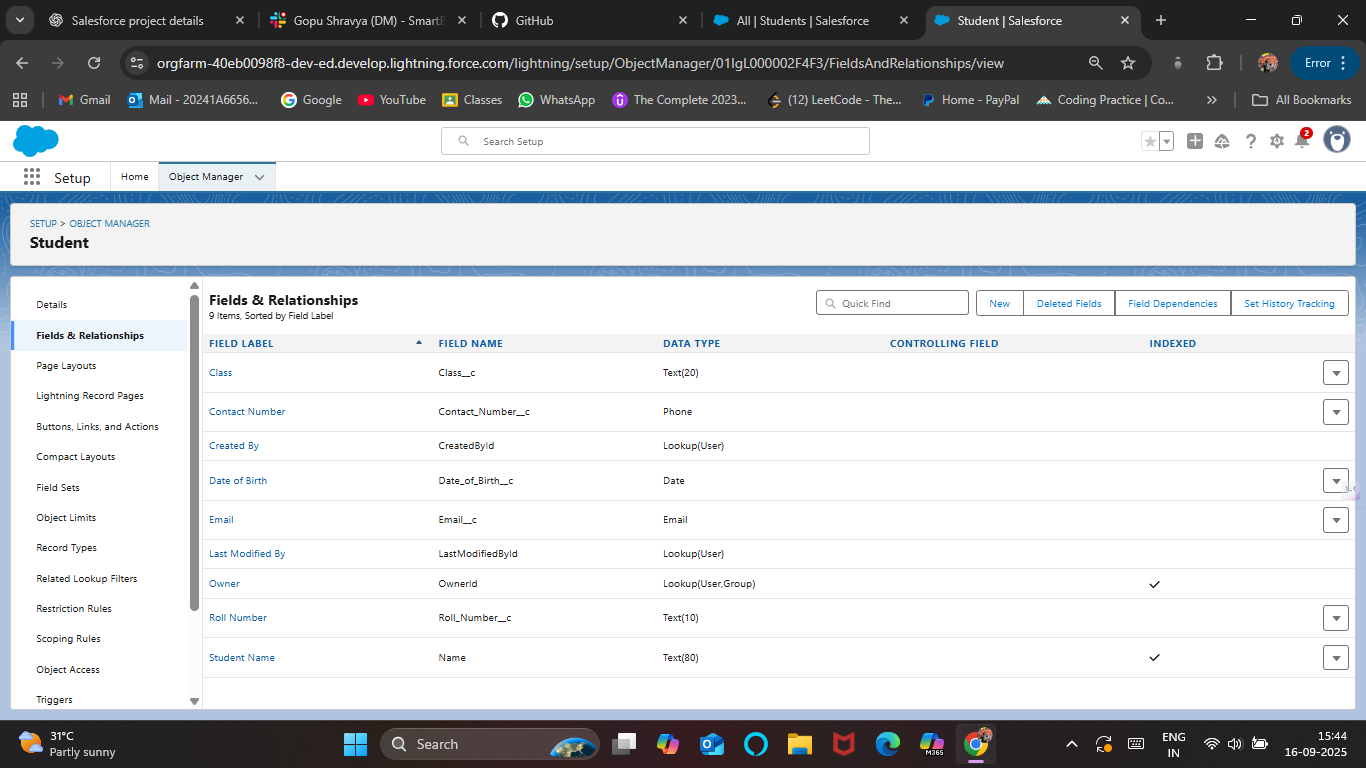 Salesforce project details
Gopu Shravya (DM) - SmartB
GitHub
All | Students | Salesforce
Student | Salesforce
orgfarm-40eb0098f8-dev-ed.develop.lightning.force.com/lightning/setup/ObjectManager/01IgL000002F4F3/FieldsAndRelationships/view
Error
Gmail
Mail - 20241A6656...
Google
YouTube
Classes
WhatsApp
The Complete 2023...
(12) LeetCode - The...
Home - PayPal
Coding Practice | Co...
All Bookmarks
Search Setup
2
Setup
Home
Object Manager
SETUP > OBJECT MANAGER
Student
Details
Fields & Relationships
Page Layouts
Lightning Record Pages
Buttons, Links, and Actions
Compact Layouts
Field Sets
Object Limits
Record Types
Related Lookup Filters
Restriction Rules
Scoping Rules
Object Access
Triggers
Fields & Relationships
9 Items, Sorted by Field Label
Quick Find
New
Deleted Fields
Field Dependencies
Set History Tracking
FIELD LABEL FIELD NAME DATA TYPE CONTROLLING FIELD INDEXED
Class Class__c Text(20)
Contact Number Contact_Number__c Phone
Created By CreatedById Lookup(User)
Date of Birth Date_of_Birth__c Date
Email Email__c Email
Last Modified By LastModifiedById Lookup(User)
Owner OwnerId Lookup(User,Group)
Roll Number Roll_Number__c Text(10)
Student Name Name Text(80)
31°C
Partly sunny
Search
M365
ENG
IN
15:44
16-09-2025